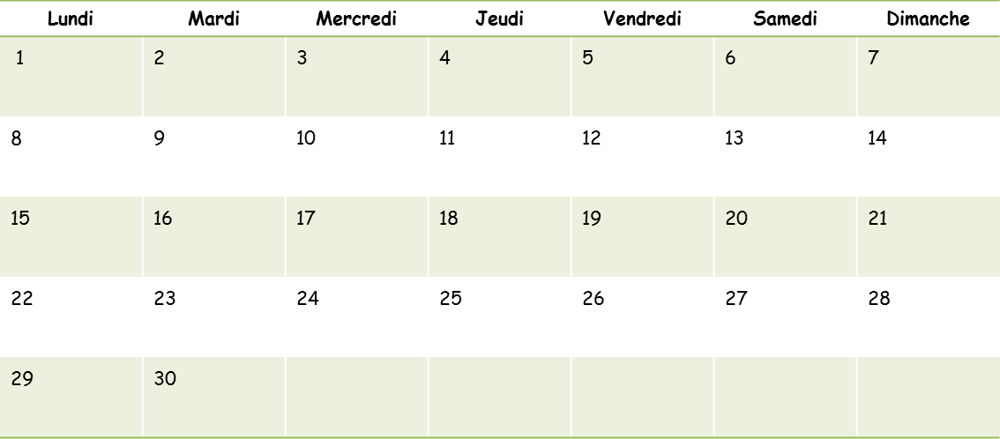 Lundi Mardi Mercredi Jeudi Vendredi Samedi Dimanche
1 2 3 4 5 6 7
8 9 10 11 12 13 14
15 16 17 18 19 20 21
22 23 24 25 26 27 28
29 30